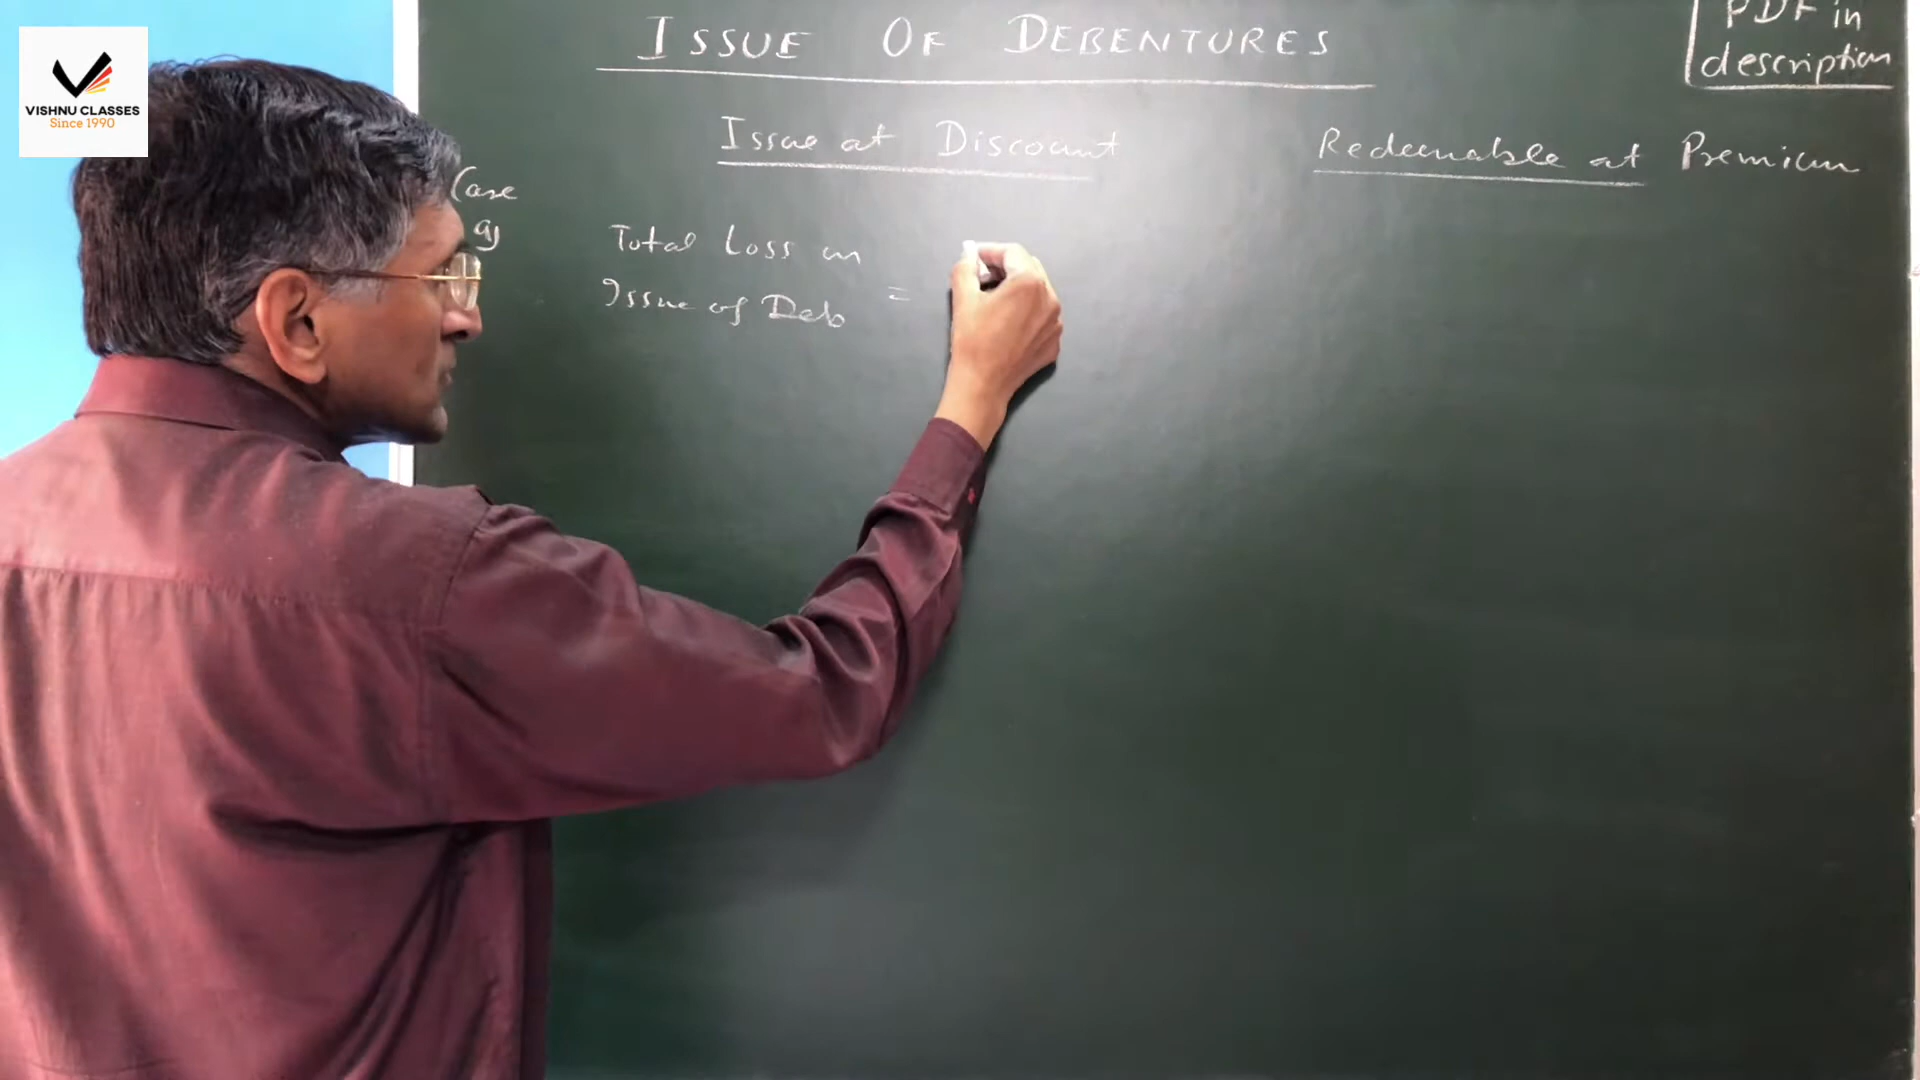 VISHNU CLASSES
Since 1990
ISSUE OF DEBENTURES
PDF in
description
Issue at Discount
Redeemable at Premium
Case
Total Loss on
Issue of Deb =